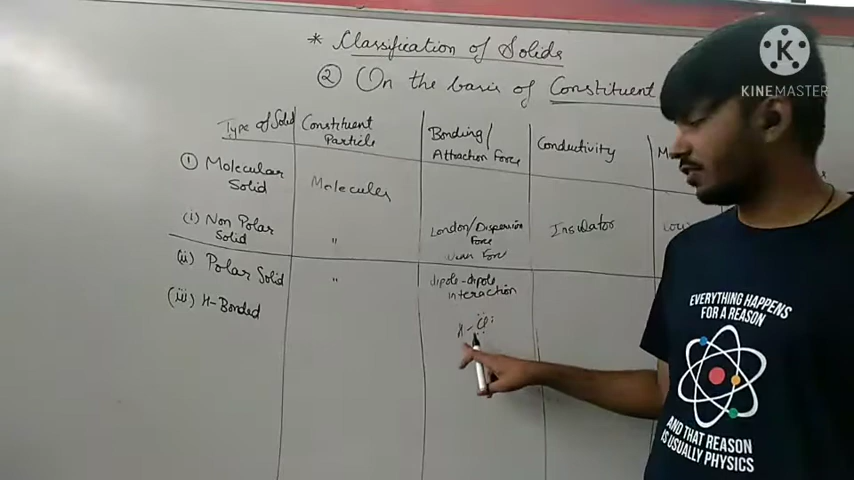 * Classification of Solids
② On the basis of Constituent
KINEMASTER
Type of Solid
Constituent Particle
Bonding/ Attraction Force
Conductivity
① Molecular Solid
Molecules
(i) Non Polar Solid
"
London/Dispersion Force
Force
Insulator
(ii) Polar Solid
"
dipole-dipole interaction
(iii) H-Bonded
H-Cl
EVERYTHING HAPPENS
FOR A REASON
AND THAT REASON
IS USUALLY PHYSICS